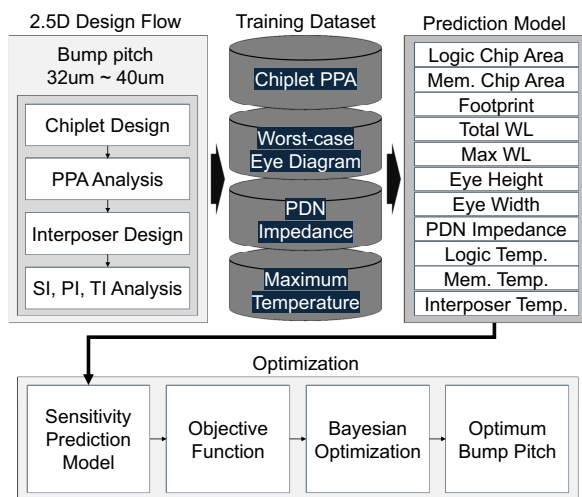 2.5D Design Flow
Bump pitch
32um ~ 40um
Chiplet Design
PPA Analysis
Interposer Design
SI, PI, TI Analysis
Training Dataset
Chiplet PPA
Worst-case
Eye Diagram
PDN
Impedance
Maximum
Temperature
Prediction Model
Logic Chip Area
Mem. Chip Area
Footprint
Total WL
Max WL
Eye Height
Eye Width
PDN Impedance
Logic Temp.
Mem. Temp.
Interposer Temp.
Optimization
Sensitivity
Prediction
Model
Objective
Function
Bayesian
Optimization
Optimum
Bump Pitch